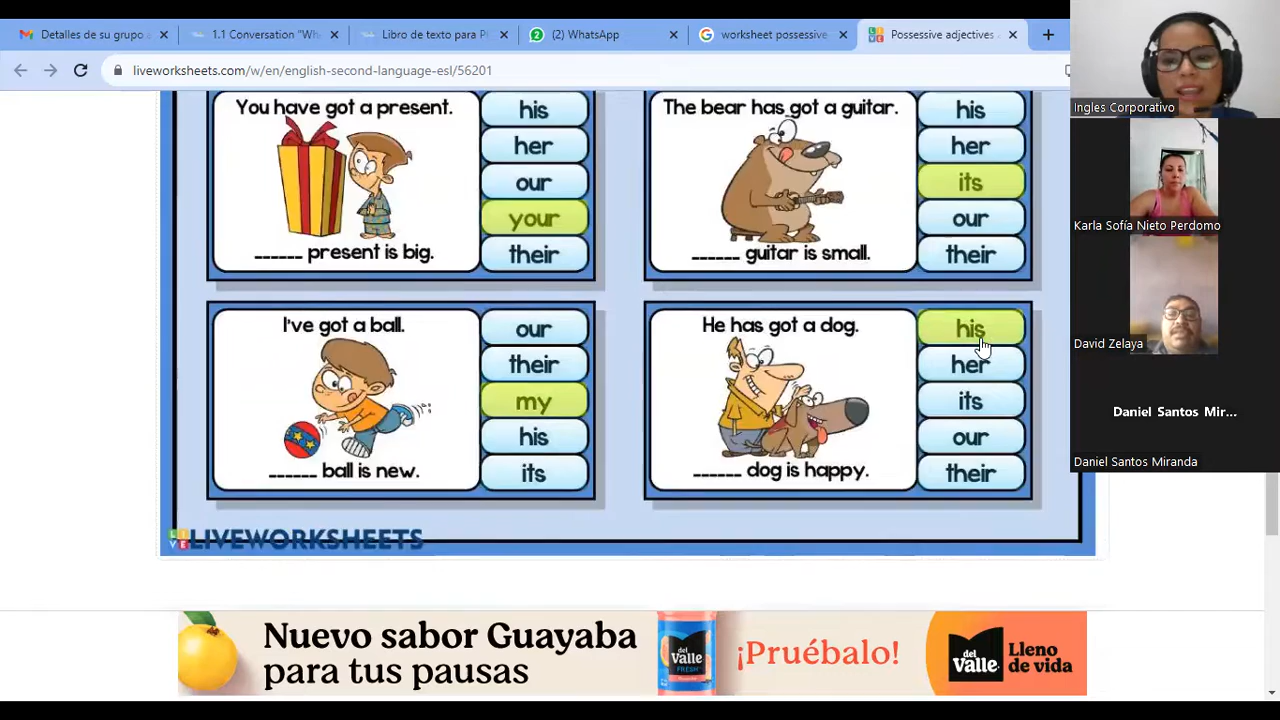 Detalles de su grupo
1.1 Conversation "Wh
Libro de texto para P
(2) WhatsApp
worksheet possessive
Possessive adjectives
liveworksheets.com/w/en/english-second-language-esl/56201
You have got a present.
his
her
our
your
their
______ present is big.
The bear has got a guitar.
his
her
its
our
their
______ guitar is small.
I've got a ball.
our
their
my
his
its
______ ball is new.
He has got a dog.
his
her
its
our
their
______ dog is happy.
LIVEWORKSHEETS
Nuevo sabor Guayaba
para tus pausas
del
Valle
FRESH
¡Pruébalo!
del
Valle
Lleno
de vida
Ingles Corporativo
Karla Sofía Nieto Perdomo
David Zelaya
Daniel Santos Mir...
Daniel Santos Miranda